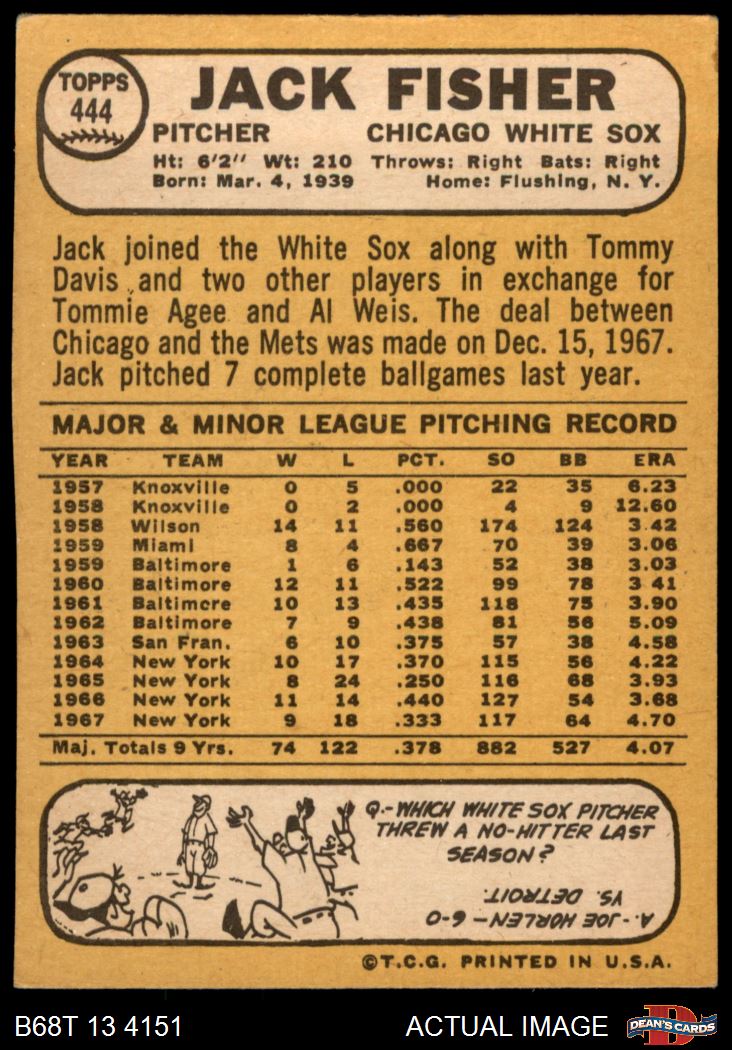 TOPPS
444
JACK FISHER
PITCHER CHICAGO WHITE SOX
Ht: 6'2" Wt: 210 Throws: Right Bats: Right
Born: Mar. 4, 1939 Home: Flushing, N. Y.
Jack joined the White Sox along with Tommy
Davis and two other players in exchange for
Tommie Agee and Al Weis. The deal between
Chicago and the Mets was made on Dec. 15, 1967.
Jack pitched 7 complete ballgames last year.
MAJOR & MINOR LEAGUE PITCHING RECORD
YEAR TEAM W L PCT. SO BB ERA
1957 Knoxville 0 5 .000 22 35 6.23
1958 Knoxville 0 2 .000 4 9 12.60
1958 Wilson 14 11 .560 174 124 3.42
1959 Miami 8 4 .667 70 39 3.06
1959 Baltimore 1 6 .143 52 38 3.03
1960 Baltimore 12 11 .522 99 78 3.41
1961 Baltimore 10 13 .435 118 75 3.90
1962 Baltimore 7 9 .438 81 56 5.09
1963 San Fran. 6 10 .375 57 38 4.58
1964 New York 10 17 .370 115 56 4.22
1965 New York 8 24 .250 116 68 3.93
1966 New York 11 14 .440 127 54 3.68
1967 New York 9 18 .333 117 64 4.70
Maj. Totals 9 Yrs. 74 122 .378 882 527 4.07
Q.-WHICH WHITE SOX PITCHER
THREW A NO-HITTER LAST
SEASON?
A.-JOE HORLEN-6-0
VS. DETROIT.
©T.C.G. PRINTED IN U.S.A.
B68T 13 4151 ACTUAL IMAGE
D
DEAN'S CARDS